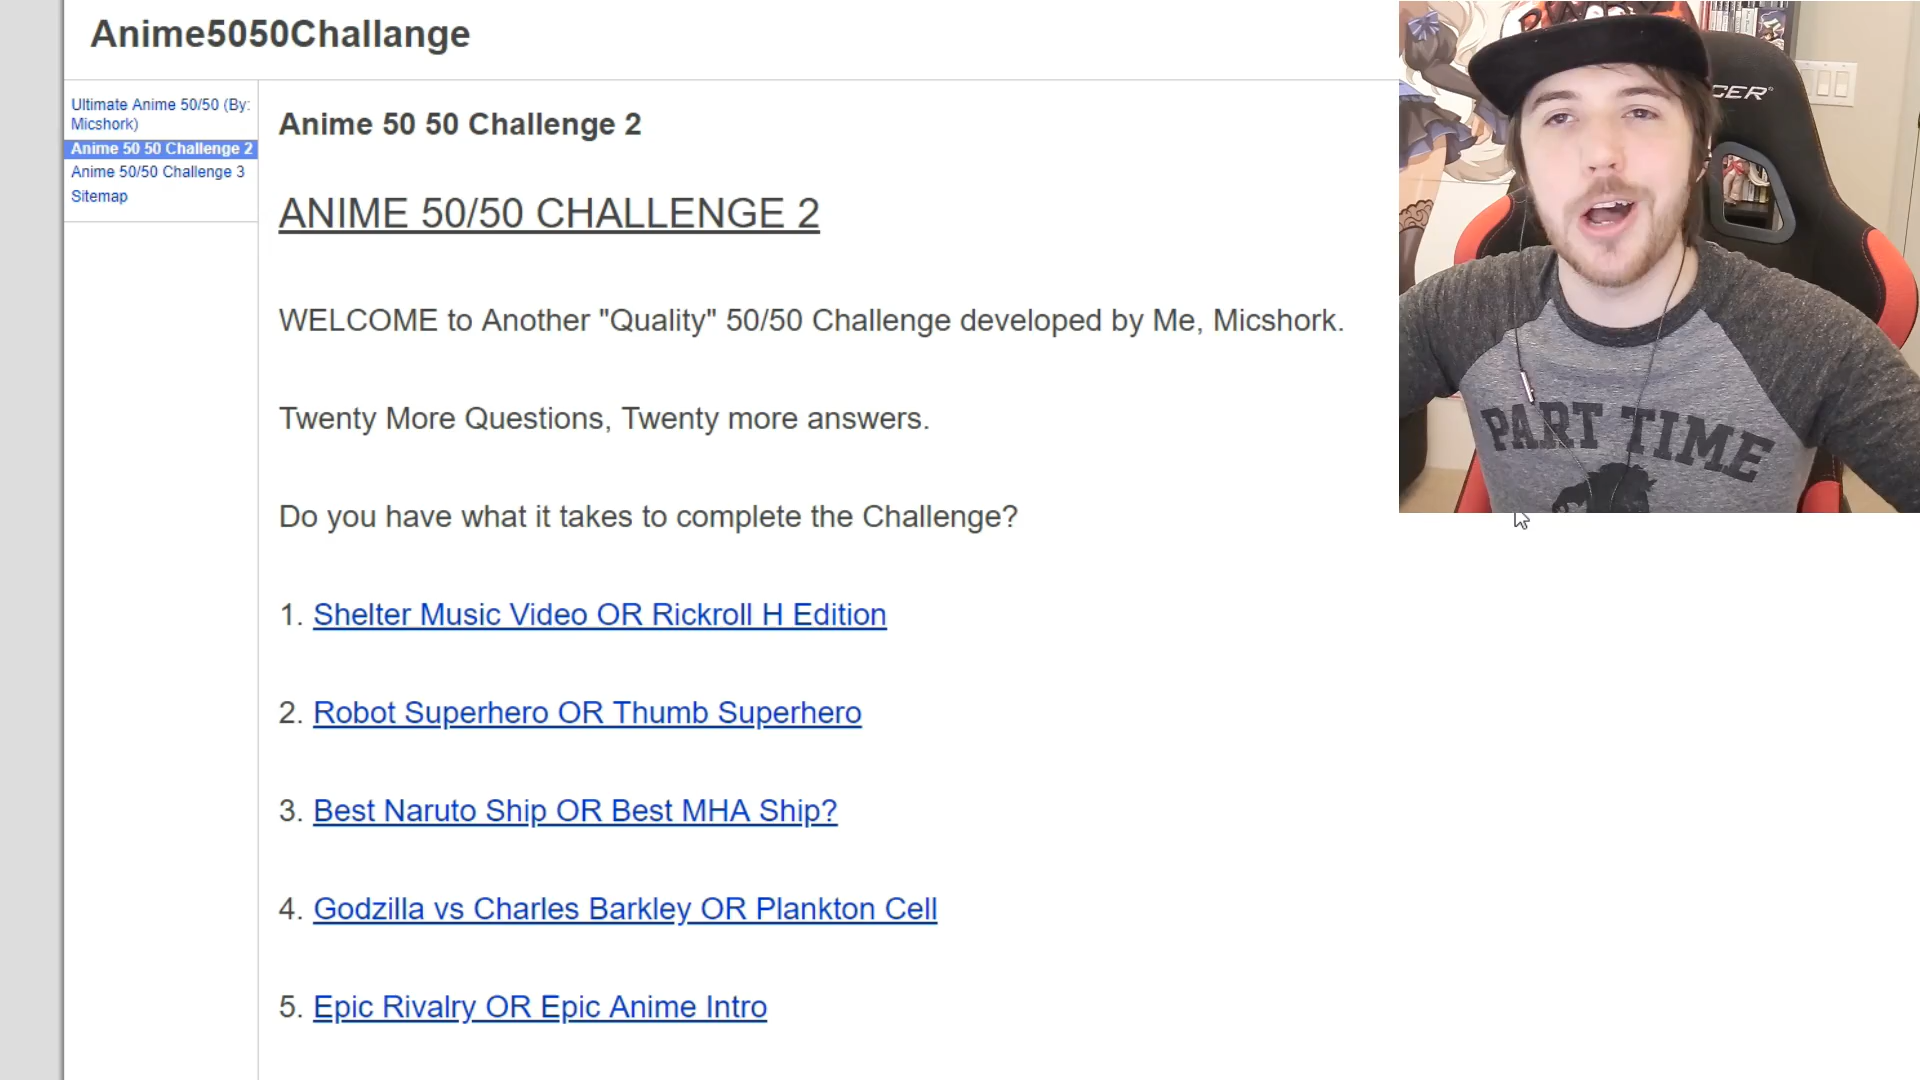 Anime5050Challange
Ultimate Anime 50/50 (By:
Micshork)
Anime 50 50 Challenge 2
Anime 50/50 Challenge 3
Sitemap
Anime 50 50 Challenge 2
ANIME 50/50 CHALLENGE 2
WELCOME to Another "Quality" 50/50 Challenge developed by Me, Micshork.
Twenty More Questions, Twenty more answers.
Do you have what it takes to complete the Challenge?
1. Shelter Music Video OR Rickroll H Edition
2. Robot Superhero OR Thumb Superhero
3. Best Naruto Ship OR Best MHA Ship?
4. Godzilla vs Charles Barkley OR Plankton Cell
5. Epic Rivalry OR Epic Anime Intro
CER
PART TIME